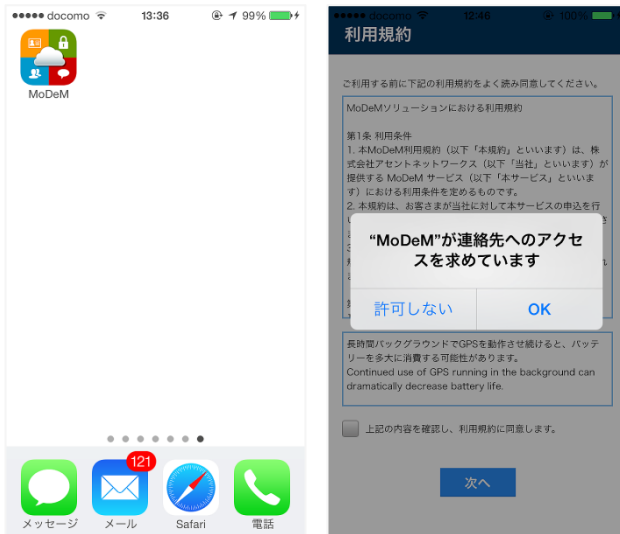 docomo 13:36 99%
MoDeM
121
メッセージ メール Safari 電話
docomo 12:46 100%
利用規約
ご利用する前に下記の利用規約をよく読み同意してください。
MoDeMソリューションにおける利用規約
第1条 利用条件
1. 本MoDeM利用規約（以下「本規約」といいます）は、株
式会社アセントネットワークス（以下「当社」といいます）が
提供する MoDeM サービス（以下「本サービス」といいま
す）における利用条件を定めるものです。
2. 本規約は、お客さまが当社に対して本サービスの申込を行
“MoDeM”が連絡先へのアクセ
スを求めています
許可しない OK
長時間バックグラウンドでGPSを動作させ続けると、バッテ
リーを多大に消費する可能性があります。
Continued use of GPS running in the background can
dramatically decrease battery life.
上記の内容を確認し、利用規約に同意します。
次へ